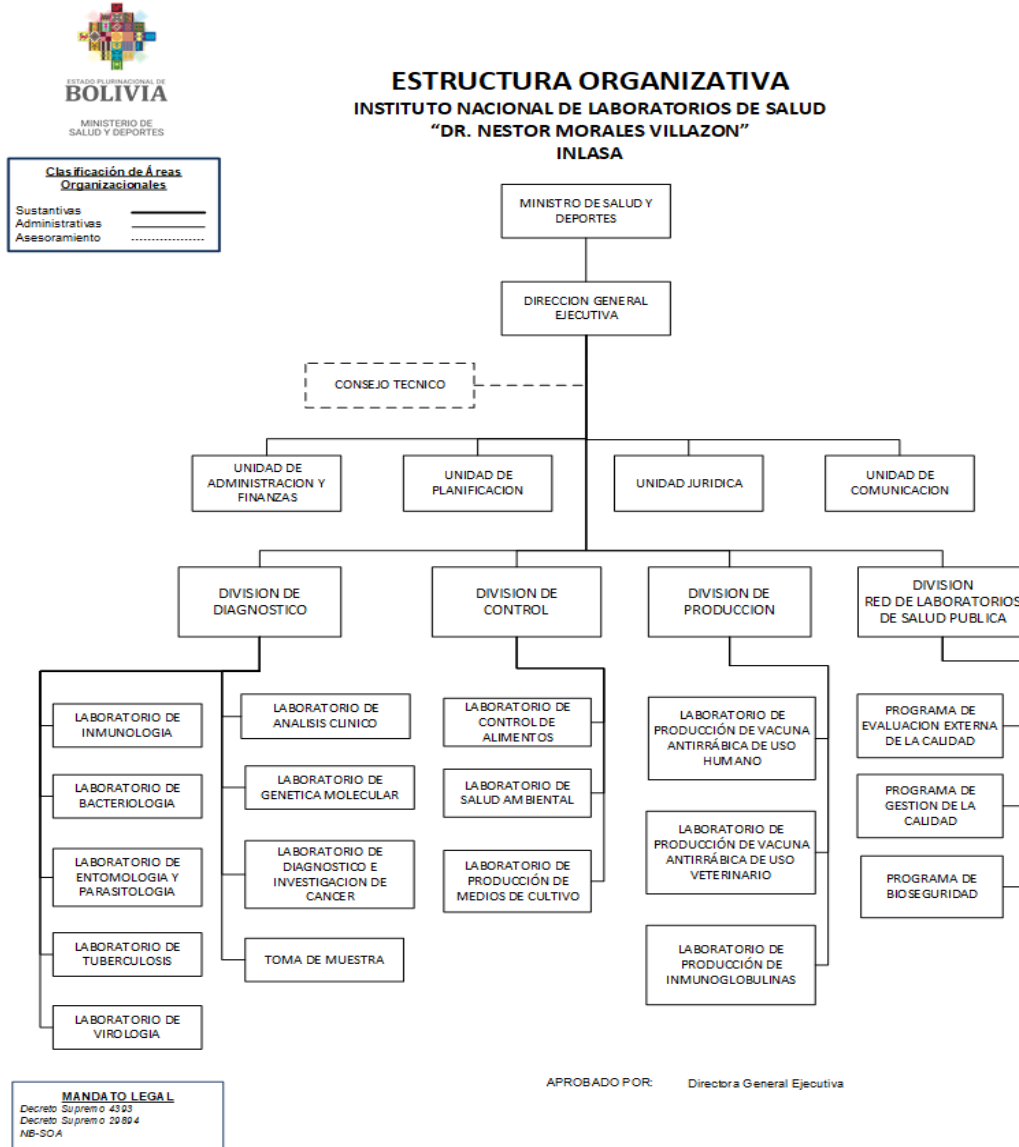 ESTADO PLURINACIONAL DE
BOLIVIA
MINISTERIO DE
SALUD Y DEPORTES
ESTRUCTURA ORGANIZATIVA
INSTITUTO NACIONAL DE LABORATORIOS DE SALUD
“DR. NESTOR MORALES VILLAZON”
INLASA
Clasificación de Áreas
Organizacionales
Sustantivas
Administrativas
Asesoramiento
MINISTRO DE SALUD Y
DEPORTES
DIRECCION GENERAL
EJECUTIVA
CONSEJO TECNICO
UNIDAD DE
ADMINISTRACION Y
FINANZAS
UNIDAD DE
PLANIFICACION
UNIDAD JURIDICA
UNIDAD DE
COMUNICACION
DIVISION DE
DIAGNOSTICO
DIVISION DE
CONTROL
DIVISION DE
PRODUCCION
DIVISION
RED DE LABORATORIOS
DE SALUD PUBLICA
LABORATORIO DE
INMUNOLOGIA
LABORATORIO DE
BACTERIOLOGIA
LABORATORIO DE
ENTOMOLOGIA Y
PARASITOLOGIA
LABORATORIO DE
TUBERCULOSIS
LABORATORIO DE
VIROLOGIA
LABORATORIO DE
ANALISIS CLINICO
LABORATORIO DE
GENETICA MOLECULAR
LABORATORIO DE
DIAGNOSTICO E
INVESTIGACION DE
CANCER
TOMA DE MUESTRA
LABORATORIO DE
CONTROL DE
ALIMENTOS
LABORATORIO DE
SALUD AMBIENTAL
LABORATORIO DE
PRODUCCIÓN DE
MEDIOS DE CULTIVO
LABORATORIO DE
PRODUCCIÓN DE VACUNA
ANTIRRÁBICA DE USO
HUMANO
LABORATORIO DE
PRODUCCIÓN DE VACUNA
ANTIRRÁBICA DE USO
VETERINARIO
LABORATORIO DE
PRODUCCIÓN DE
INMUNOGLOBULINAS
PROGRAMA DE
EVALUACION EXTERNA
DE LA CALIDAD
PROGRAMA DE
GESTION DE LA
CALIDAD
PROGRAMA DE
BIOSEGURIDAD
APROBADO POR: Directora General Ejecutiva
MANDATO LEGAL
Decreto Supremo 4393
Decreto Supremo 29894
NB-SOA